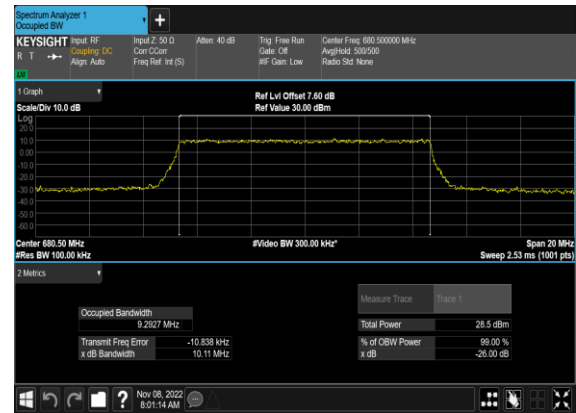 Spectrum Analyzer 1
Occupied BW
KEYSIGHT Input: RF Input Z: 50 Ω Atten: 40 dB Trig: Free Run Center Freq: 680.500000 MHz
Coupling: DC Corr CCorr Gate: Off Avg|Hold: 500/500
R T Align: Auto Freq Ref: Int (S) #IF Gain: Low Radio Std: None
1 Graph
Ref Lvl Offset 7.60 dB
Scale/Div 10.0 dB Ref Value 30.00 dBm
Log
20.0
10.0
0.00
-10.0
-20.0
-30.0
-40.0
-50.0
-60.0
Center 680.50 MHz #Video BW 300.00 kHz* Span 20 MHz
#Res BW 100.00 kHz Sweep 2.53 ms (1001 pts)
2 Metrics
Measure Trace Trace 1
Occupied Bandwidth
9.2927 MHz Total Power 28.5 dBm
Transmit Freq Error -10.838 kHz % of OBW Power 99.00 %
x dB Bandwidth 10.11 MHz x dB -26.00 dB
Nov 08, 2022
8:01:14 AM